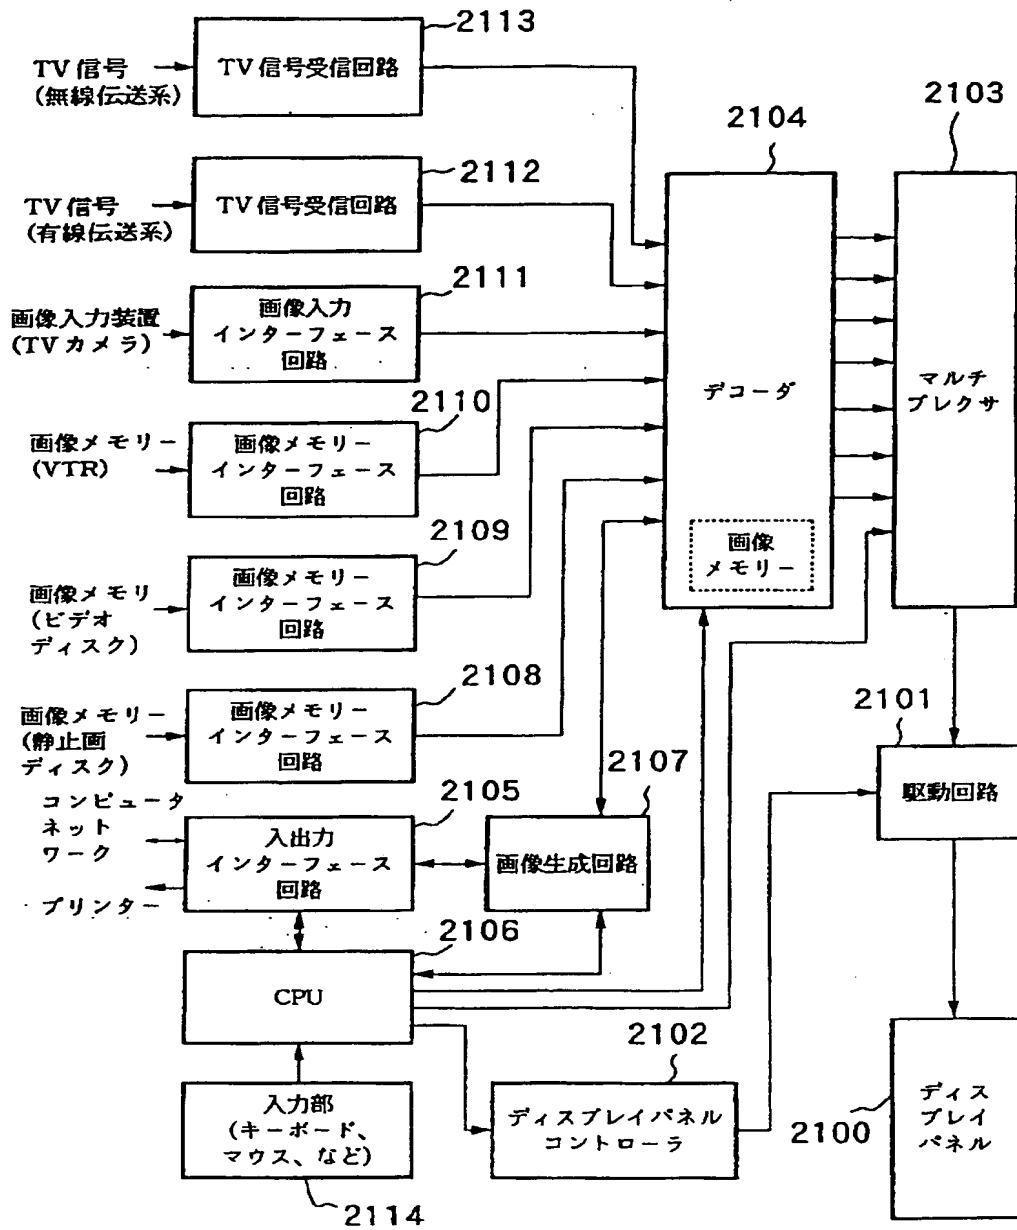 2113
TV 信号
(無線伝送系)
TV 信号受信回路
2103
2104
2112
TV 信号
(有線伝送系)
TV 信号受信回路
2111
画像入力装置
(TV カメラ)
画像入力
インターフェース
回路
デコーダ
マルチ
プレクサ
2110
画像メモリー
(VTR)
画像メモリー
インターフェース
回路
2109
画像
メモリー
画像メモリ
(ビデオ
ディスク)
画像メモリー
インターフェース
回路
2108
画像メモリー
(静止画
ディスク)
画像メモリー
インターフェース
回路
2107
2101
駆動回路
コンピュータ
ネット
ワーク
プリンター
2105
入出力
インターフェース
回路
画像生成回路
2106
CPU
2102
入力部
(キーボード、
マウス、など)
2114
ディスプレイパネル
コントローラ
2100
ディス
プレイ
パネル